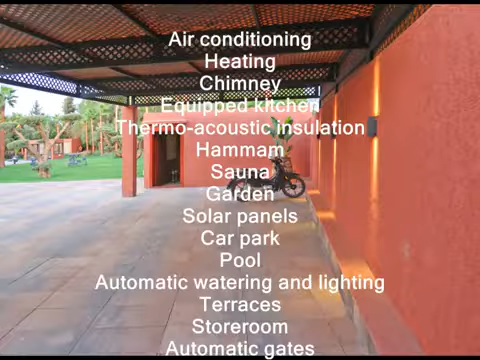 Air conditioning
Heating
Chimney
Equipped kitchen
Thermo-acoustic insulation
Hammam
Sauna
Garden
Solar panels
Car park
Pool
Automatic watering and lighting
Terraces
Storeroom
Automatic gates